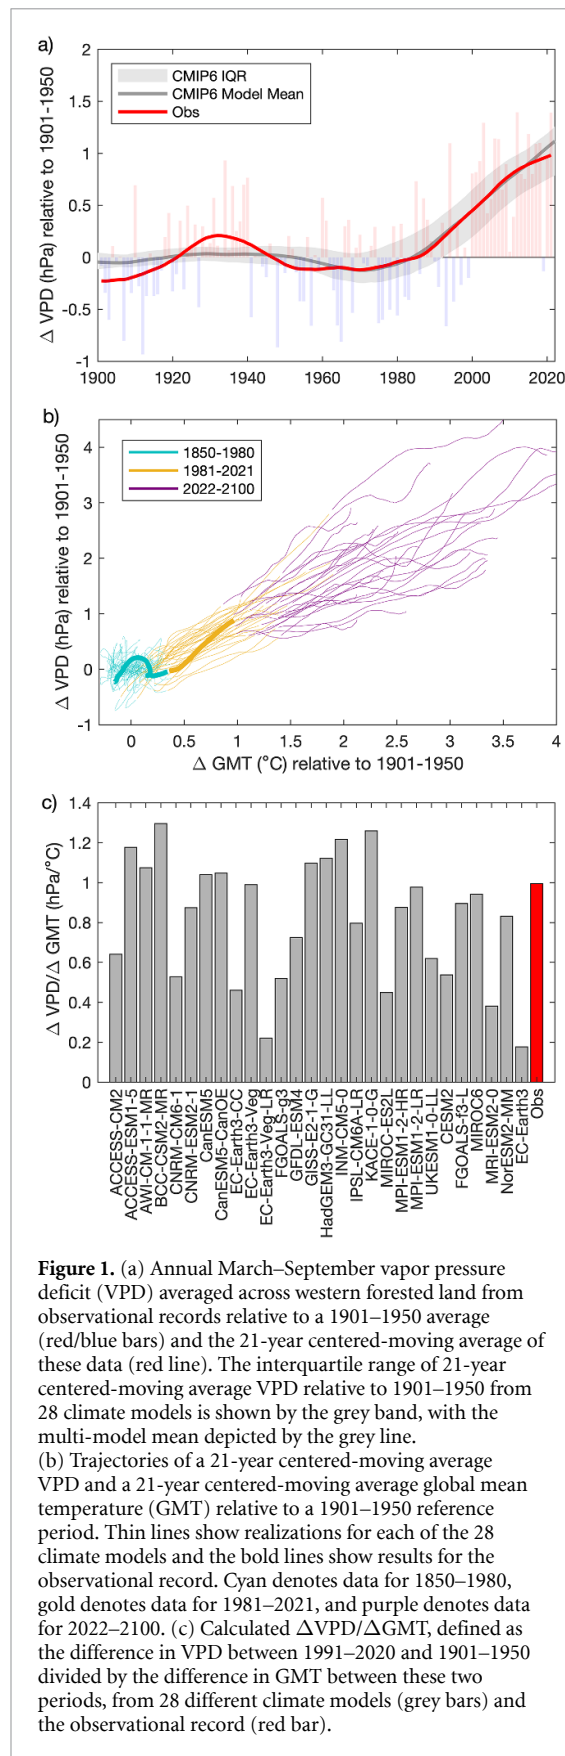 a)
2
1.5
1
0.5
0
-0.5
-1
Δ VPD (hPa) relative to 1901-1950
CMIP6 IQR
CMIP6 Model Mean
Obs
1900
1920
1940
1960
1980
2000
2020
b)
4
3
2
1
0
-1
Δ VPD (hPa) relative to 1901-1950
1850-1980
1981-2021
2022-2100
0
0.5
1
1.5
2
2.5
3
3.5
4
Δ GMT (°C) relative to 1901-1950
c)
1.4
1.2
1
0.8
0.6
0.4
0.2
0
Δ VPD/Δ GMT (hPa/°C)
ACCESS-CM2
ACCESS-ESM1-5
AWI-CM-1-1-MR
BCC-CSM2-MR
CNRM-CM6-1
CNRM-ESM2-1
CanESM5
CanESM5-CanOE
EC-Earth3-CC
EC-Earth3-Veg
EC-Earth3-Veg-LR
FGOALS-g3
GFDL-ESM4
GISS-E2-1-G
HadGEM3-GC31-LL
INM-CM5-0
IPSL-CM6A-LR
KACE-1-0-G
MIROC-ES2L
MPI-ESM1-2-HR
MPI-ESM1-2-LR
UKESM1-0-LL
CESM2
FGOALS-f3-L
MIROC6
MRI-ESM2-0
NorESM2-MM
EC-Earth3
Obs
Figure 1. (a) Annual March–September vapor pressure
deficit (VPD) averaged across western forested land from
observational records relative to a 1901–1950 average
(red/blue bars) and the 21-year centered-moving average of
these data (red line). The interquartile range of 21-year
centered-moving average VPD relative to 1901–1950 from
28 climate models is shown by the grey band, with the
multi-model mean depicted by the grey line.
(b) Trajectories of a 21-year centered-moving average
VPD and a 21-year centered-moving average global mean
temperature (GMT) relative to a 1901–1950 reference
period. Thin lines show realizations for each of the 28
climate models and the bold lines show results for the
observational record. Cyan denotes data for 1850–1980,
gold denotes data for 1981–2021, and purple denotes data
for 2022–2100. (c) Calculated ΔVPD/ΔGMT, defined as
the difference in VPD between 1991–2020 and 1901–1950
divided by the difference in GMT between these two
periods, from 28 different climate models (grey bars) and
the observational record (red bar).